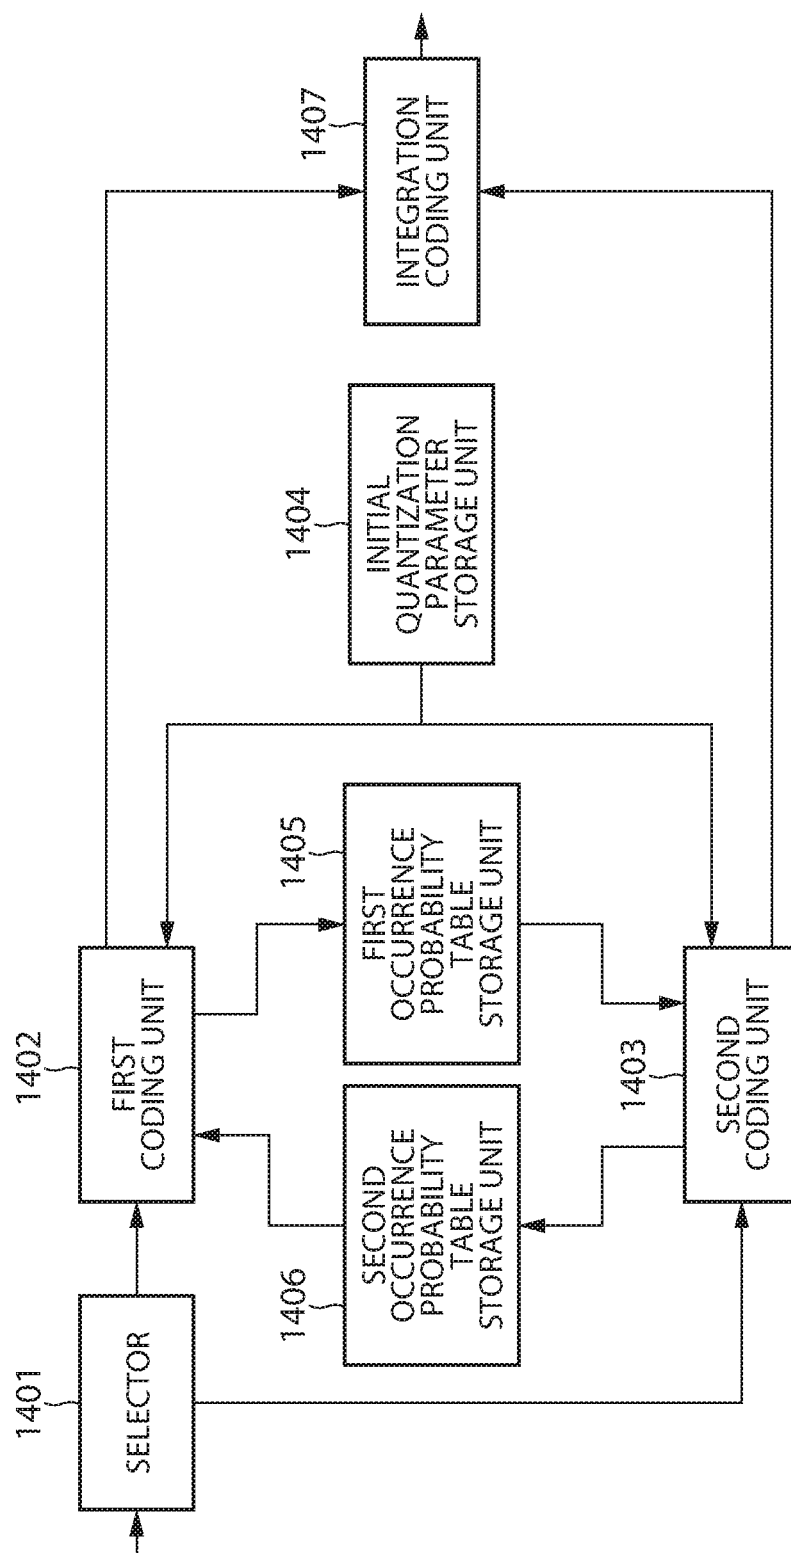 1401
SELECTOR
1402
FIRST
CODING UNIT
1406
SECOND
OCCURRENCE
PROBABILITY
TABLE
STORAGE UNIT
1405
FIRST
OCCURRENCE
PROBABILITY
TABLE
STORAGE UNIT
1403
SECOND
CODING UNIT
1404
INITIAL
QUANTIZATION
PARAMETER
STORAGE UNIT
1407
INTEGRATION
CODING UNIT